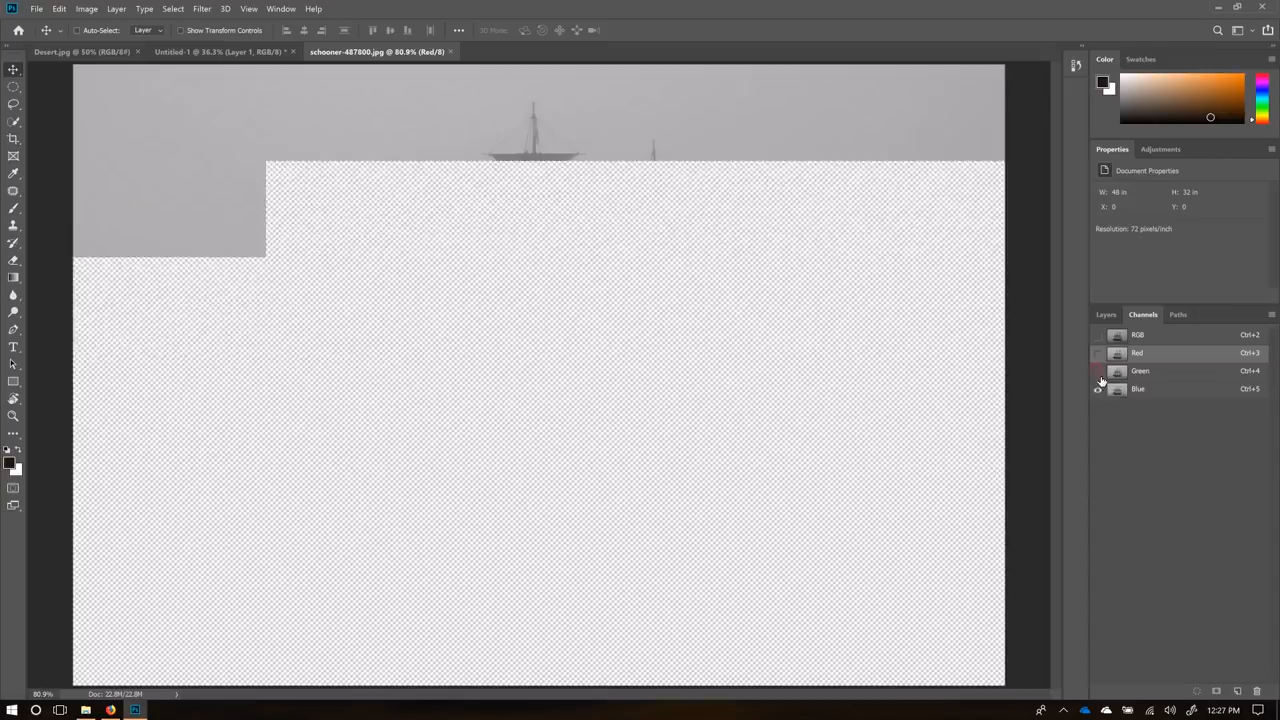 Ps File Edit Image Layer Type Select Filter 3D View Window Help
Auto-Select: Layer Show Transform Controls 3D Mode:
Desert.jpg @ 50% (RGB/8#) × Untitled-1 @ 36.3% (Layer 1, RGB/8) * × schooner-487800.jpg @ 80.9% (Red/8) ×
Color Swatches
Properties Adjustments
Document Properties
W: 48 in H: 32 in
X: 0 Y: 0
Resolution: 72 pixels/inch
Layers Channels Paths
RGB Ctrl+2
Red Ctrl+3
Green Ctrl+4
Blue Ctrl+5
80.9% Doc: 22.8M/22.8M
Ps 12:27 PM